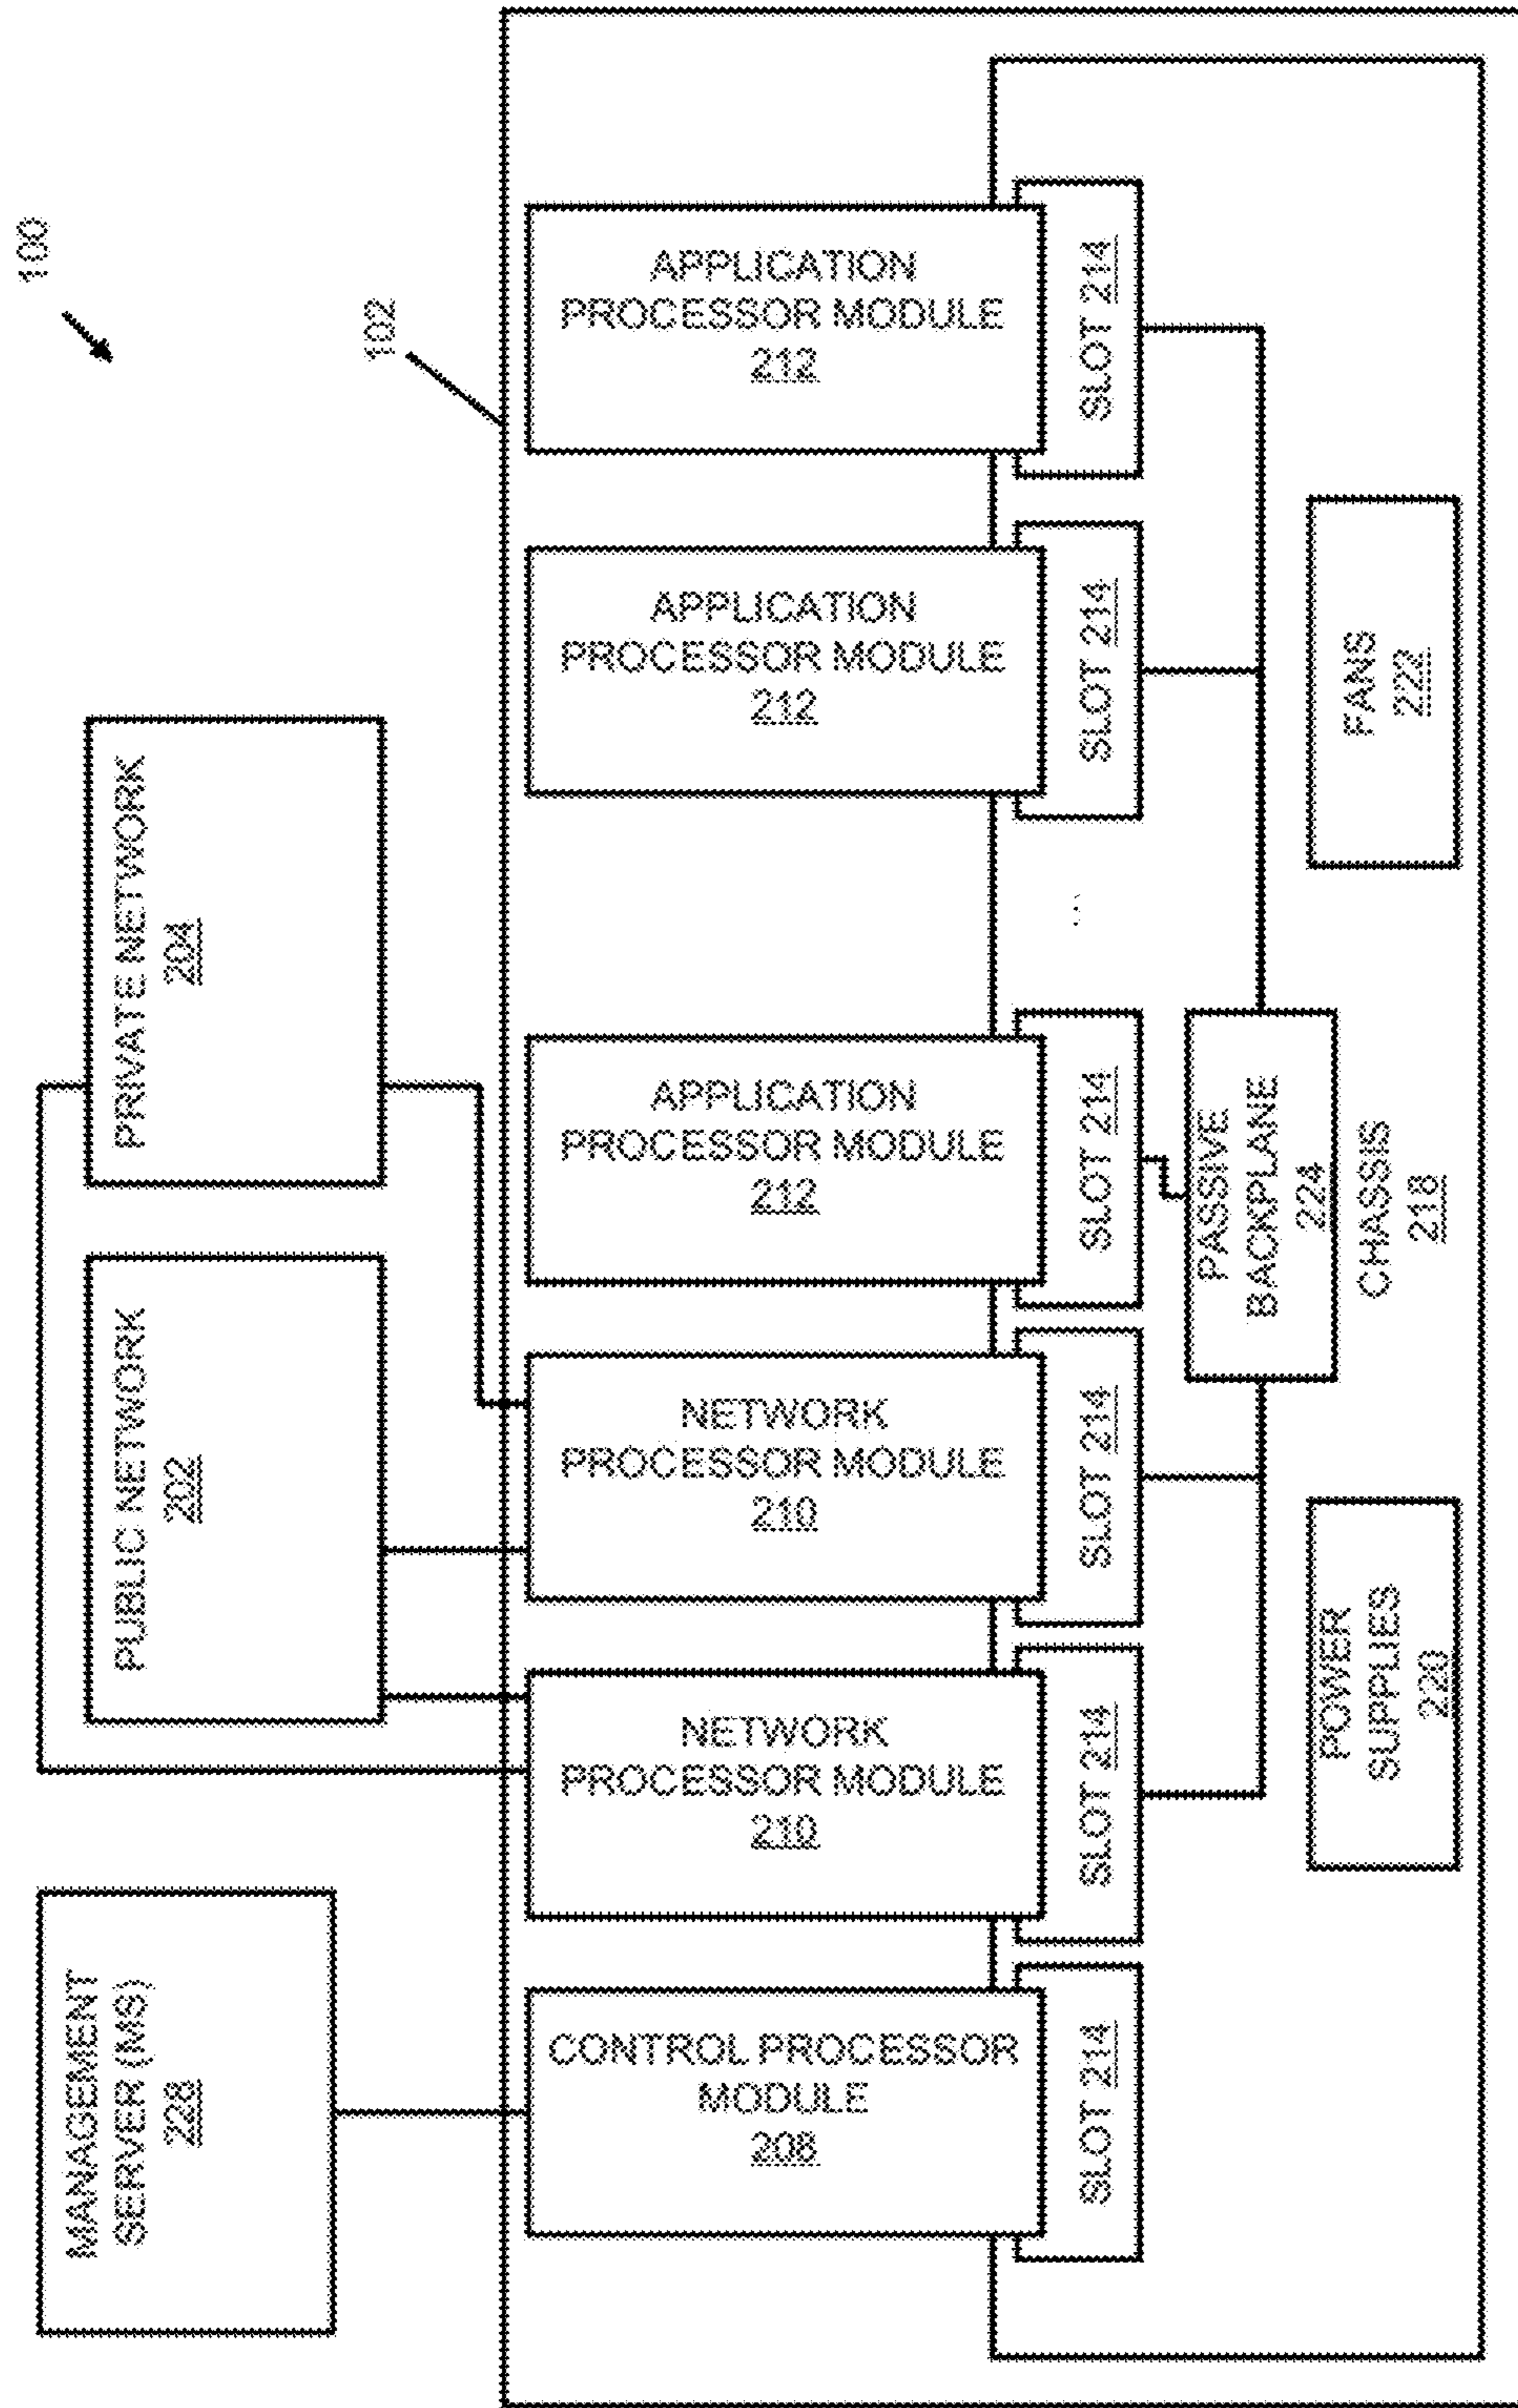 100
102
MANAGEMENT
SERVER (IMS)
228
PUBLIC NETWORK
202
PRIVATE NETWORK
204
CONTROL PROCESSOR
MODULE
208
NETWORK
PROCESSOR MODULE
210
NETWORK
PROCESSOR MODULE
210
APPLICATION
PROCESSOR MODULE
212
APPLICATION
PROCESSOR MODULE
212
APPLICATION
PROCESSOR MODULE
212
SLOT 214
SLOT 214
SLOT 214
SLOT 214
...
SLOT 214
SLOT 214
PASSIVE
BACKPLANE
224
CHASSIS
218
POWER
SUPPLIES
220
FANS
222